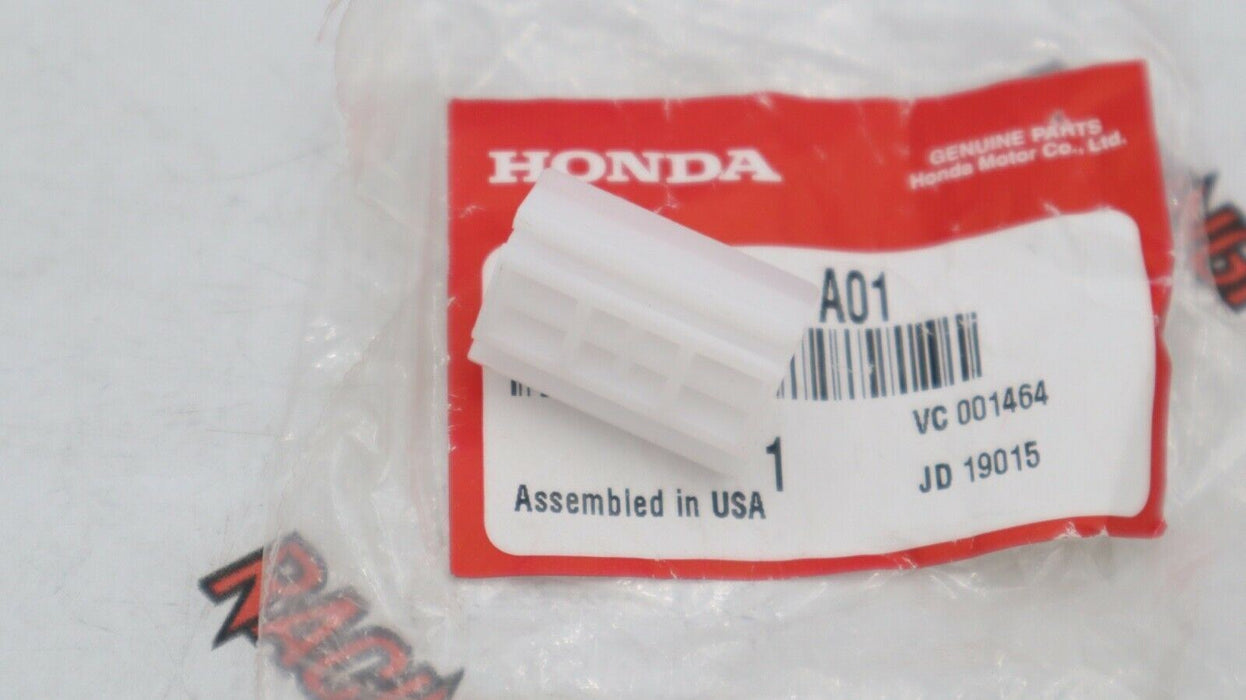 HONDA
GENUINE PARTS
Honda Motor Co., Ltd.
A01
VC 001464
1
JD 19015
Assembled in USA